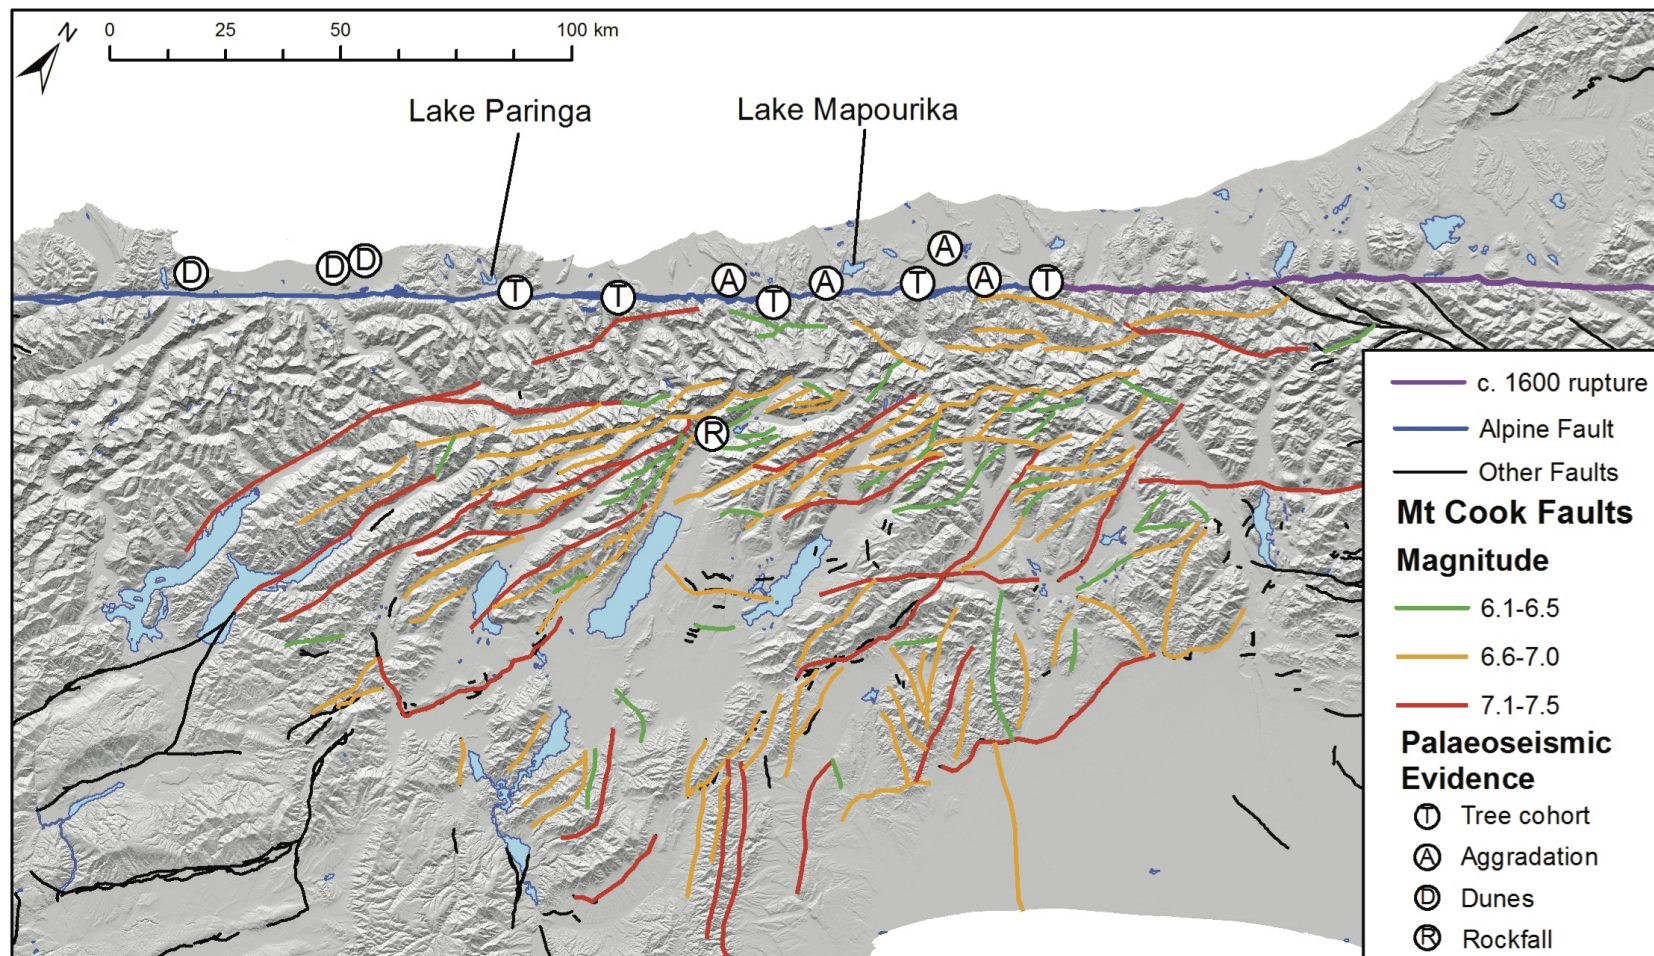 N
0 25 50 100 km
Lake Paringa
Lake Mapourika
A
D D D
A A A
T T T T T
R
c. 1600 rupture
Alpine Fault
Other Faults
Mt Cook Faults
Magnitude
6.1-6.5
6.6-7.0
7.1-7.5
Palaeoseismic
Evidence
T Tree cohort
A Aggradation
D Dunes
R Rockfall